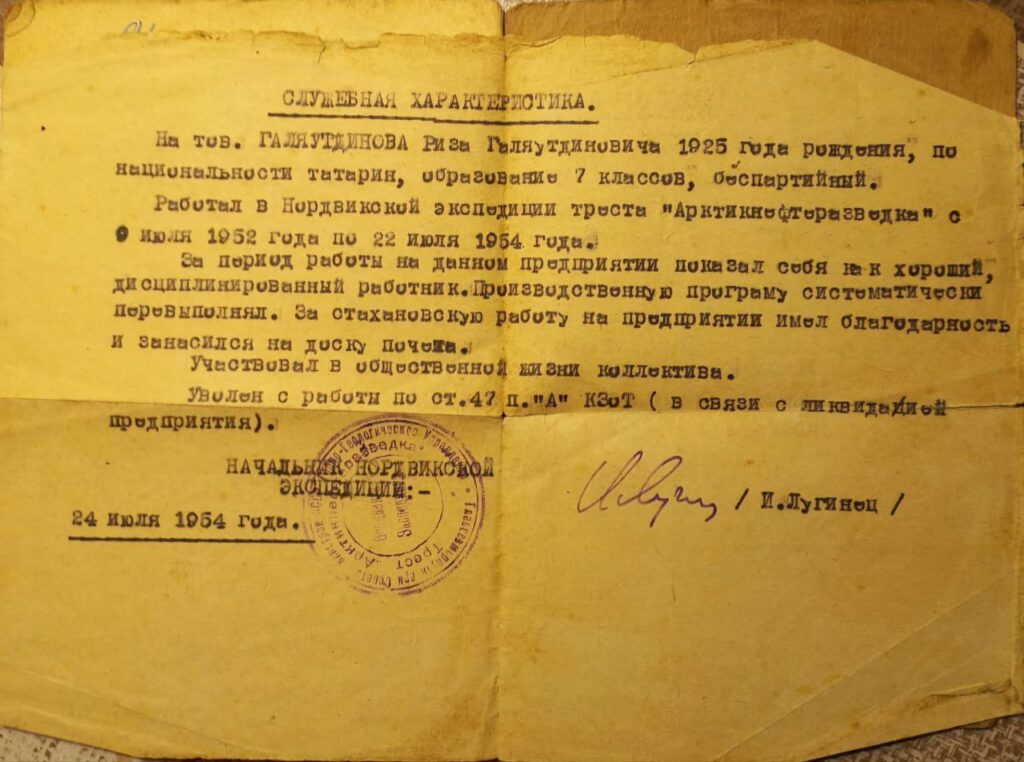 СЛУЖЕБНАЯ ХАРАКТЕРИСТИКА.
На тов. ГАЛЯУТДИНОВА Риза Галяутдиновича 1925 года рождения, по
национальности татарин, образование 7 классов, беспартийный.
Работал в Нордвикской экспедиции треста "Арктикнефтеразведка" с
9 июля 1952 года по 22 июля 1954 года.
За период работы на данном предприятии показал себя как хороший,
дисциплинированный работник.Производственную програму систематически
перевыполнял. За стахановскую работу на предприятии имел благодарность
и занасился на доску почета.
Участвовал в общественной жизни коллектива.
Уволен с работы по ст.47 п."А" КЗоТ ( в связи с ликвидацией
предприятия).
НАЧАЛЬНИК НОРДВИКСКОЙ
ЭКСПЕДИЦИИ:-
/ И.Лугинец /
24 июля 1954 года.
Трест